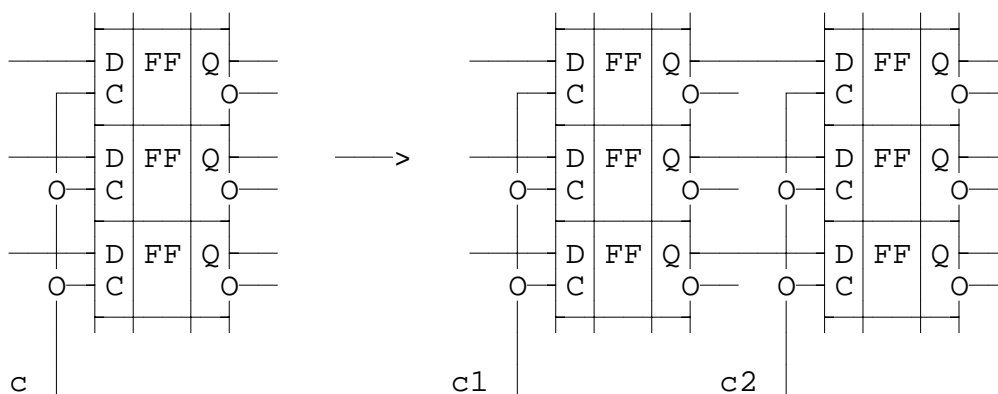 D FF Q D FF Q D FF Q
C O C O C O
D FF Q > D FF Q D FF Q
O C O O C O O C O
D FF Q D FF Q D FF Q
O C O O C O O C O
c c1 c2